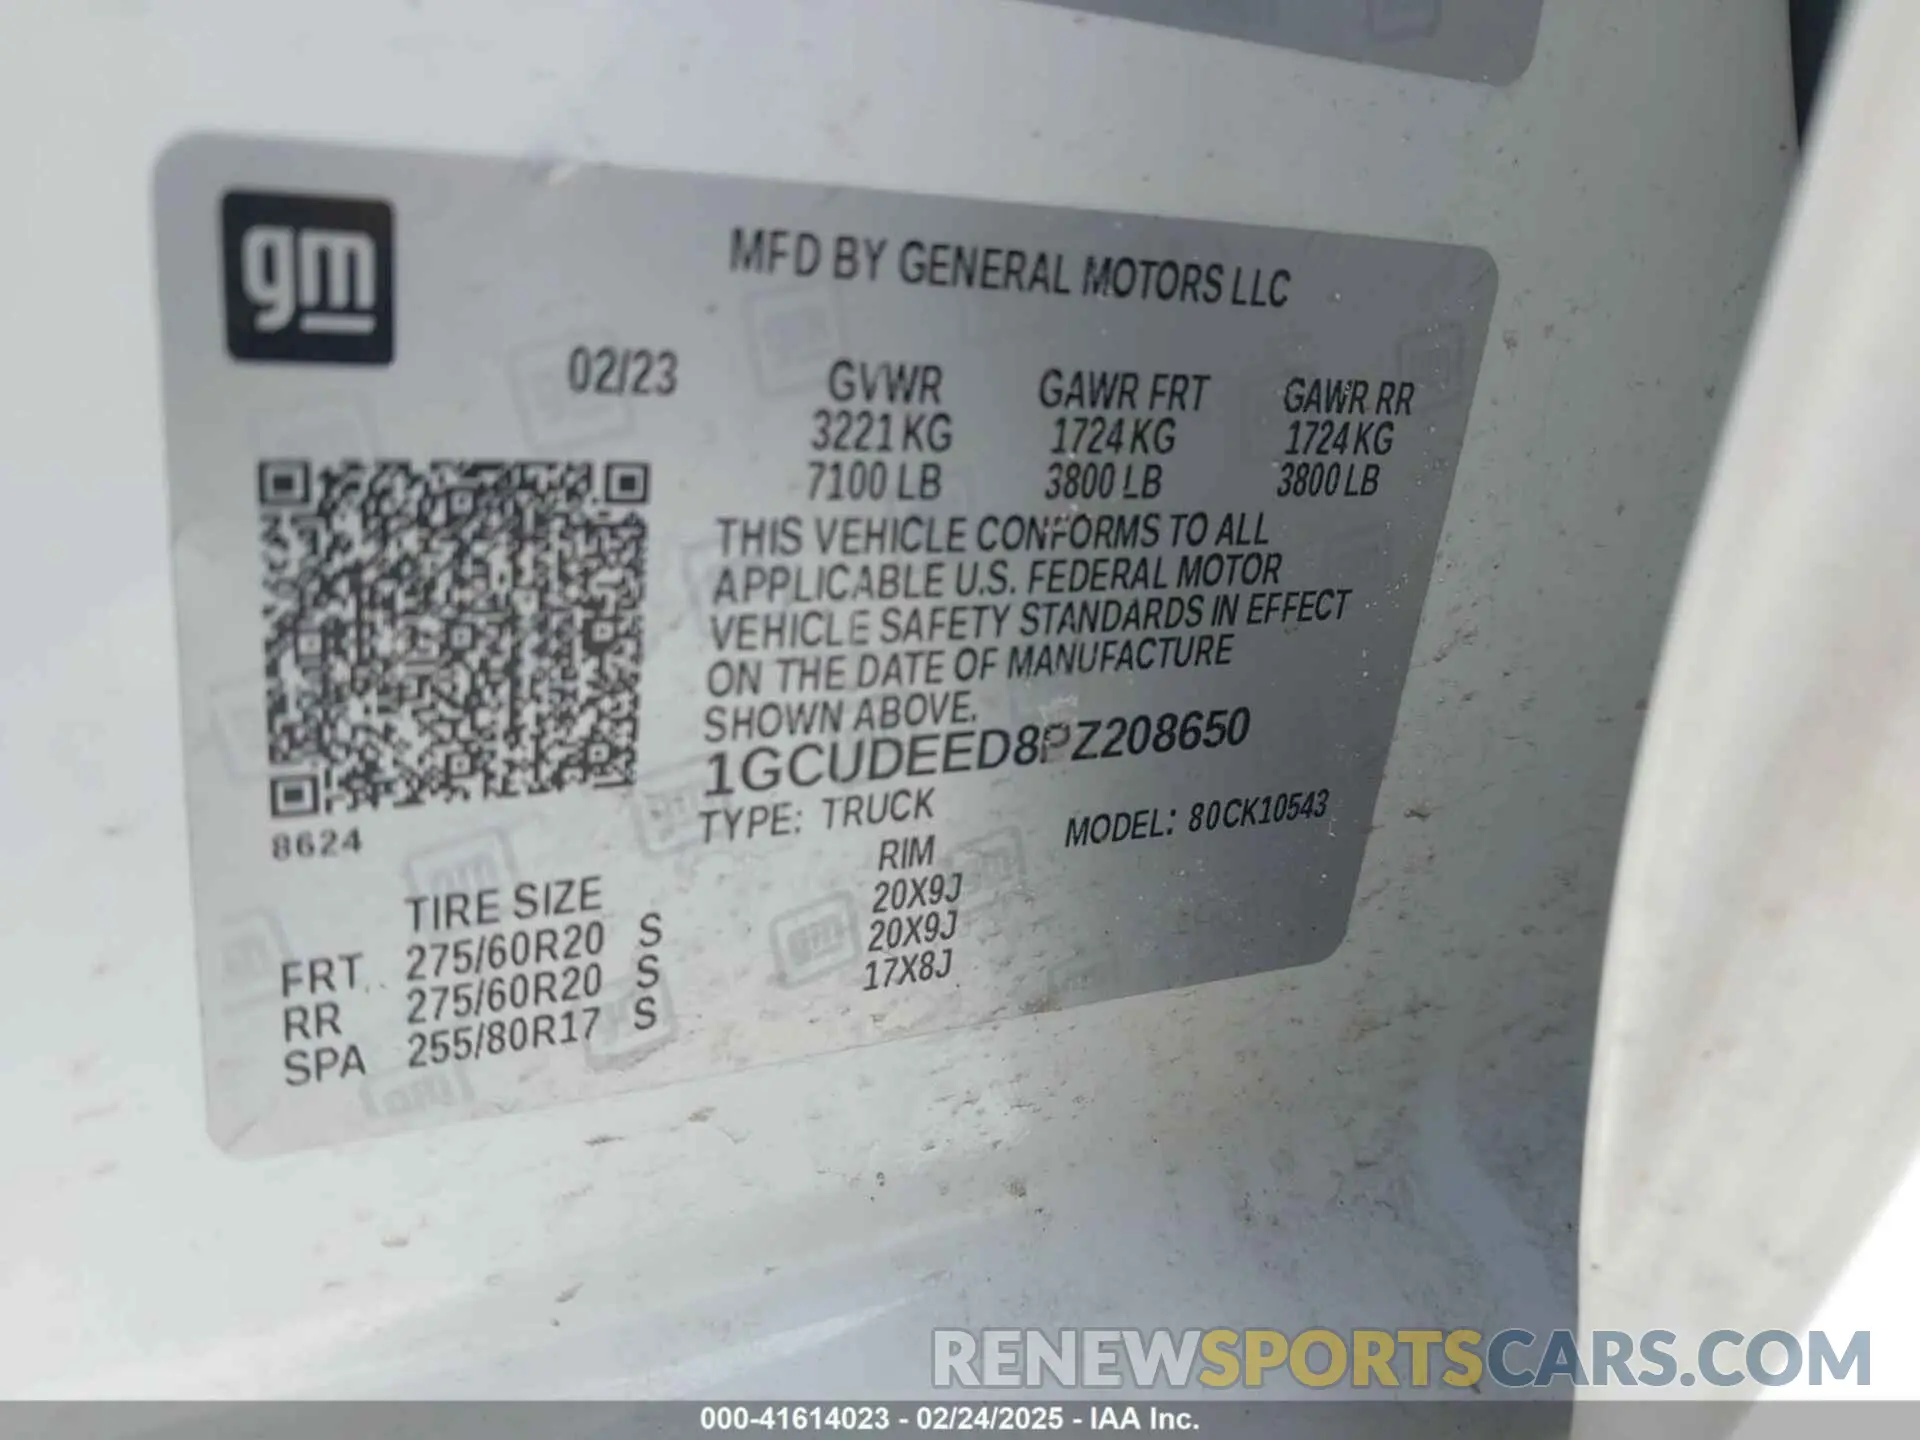 gm
MFD BY GENERAL MOTORS LLC
02/23 GVWR GAWR FRT GAWR RR
3221 KG 1724 KG 1724 KG
7100 LB 3800 LB 3800 LB
THIS VEHICLE CONFORMS TO ALL
APPLICABLE U.S. FEDERAL MOTOR
VEHICLE SAFETY STANDARDS IN EFFECT
ON THE DATE OF MANUFACTURE
SHOWN ABOVE.
1GCUDEED8PZ208650
TYPE: TRUCK MODEL: 80CK10543
8624
TIRE SIZE RIM
FRT 275/60R20 S 20X9J
RR 275/60R20 S 20X9J
SPA 255/80R17 S 17X8J
RENEWSPORTSCARS.COM
000-41614023 - 02/24/2025 - IAA Inc.